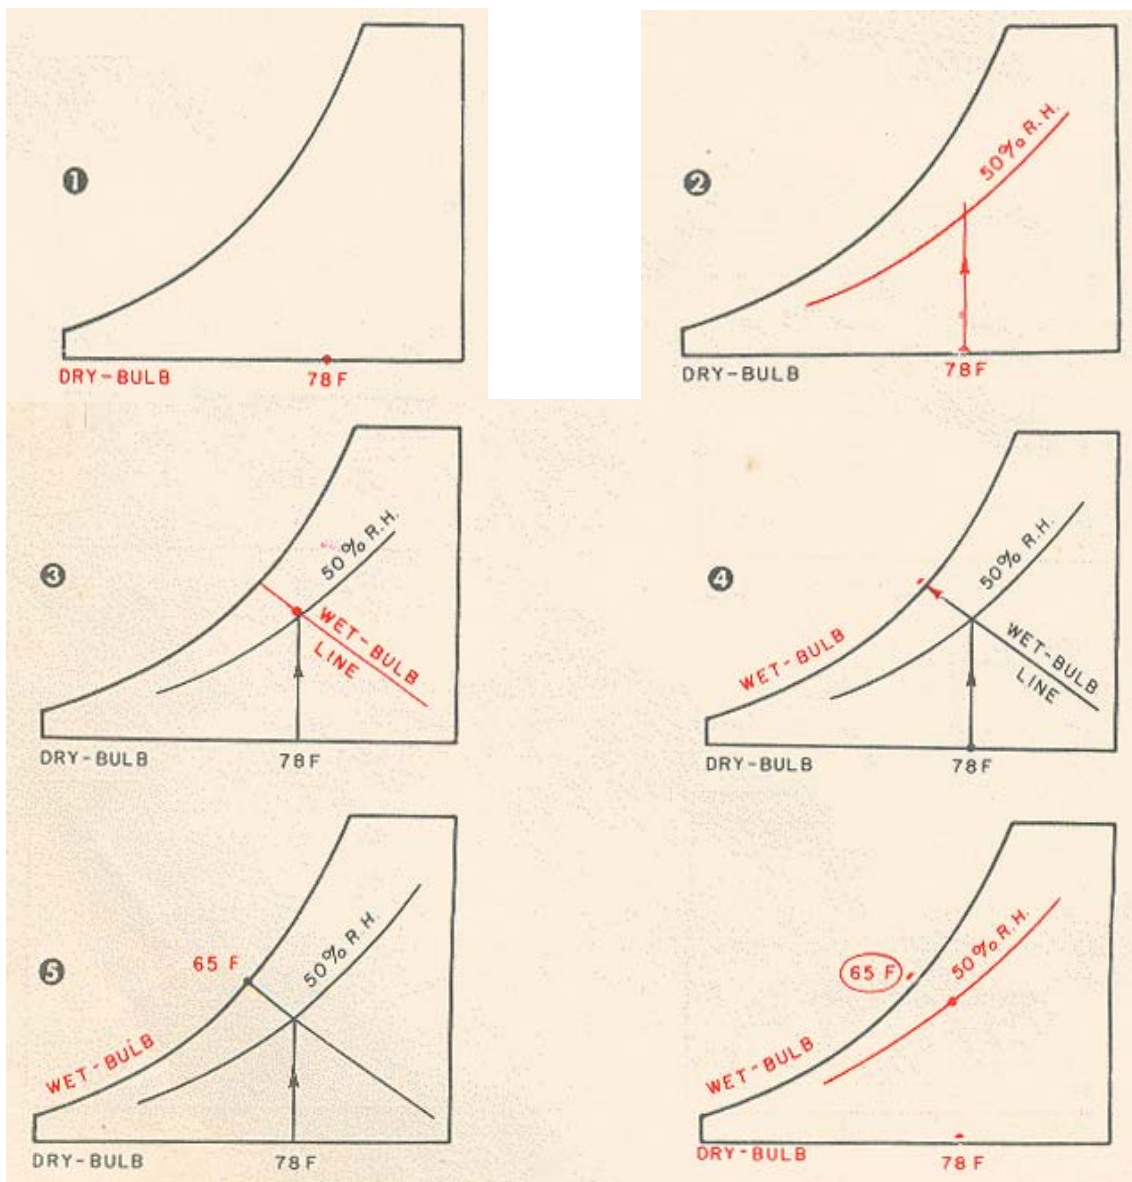 1
DRY-BULB
78 F
2
50% R.H.
DRY-BULB
78 F
3
50% R.H.
WET-BULB
LINE
DRY-BULB
78 F
4
50% R.H.
WET-BULB
WET-BULB
LINE
DRY-BULB
78 F
5
65 F
50% R.H.
WET-BULB
DRY-BULB
78 F
65 F
50% R.H.
WET-BULB
DRY-BULB
78 F